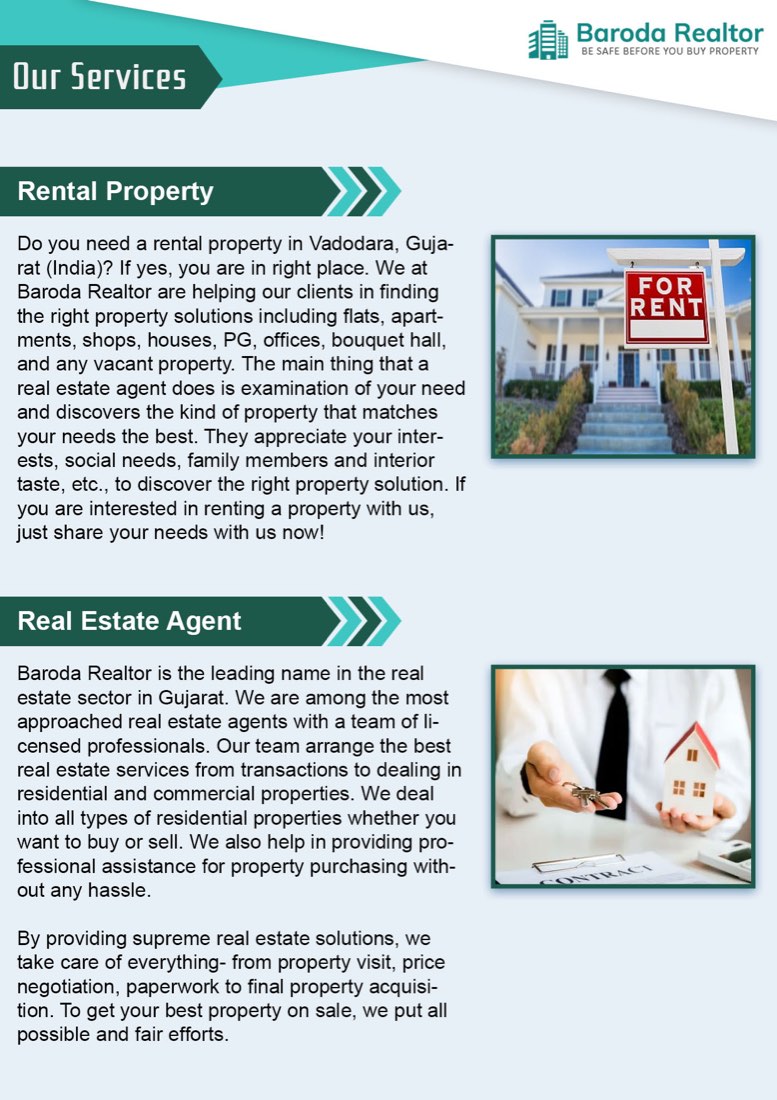 Baroda Realtor
BE SAFE BEFORE YOU BUY PROPERTY
Our Services
Rental Property
Do you need a rental property in Vadodara, Guja-
rat (India)? If yes, you are in right place. We at
Baroda Realtor are helping our clients in finding
the right property solutions including flats, apart-
ments, shops, houses, PG, offices, bouquet hall,
and any vacant property. The main thing that a
real estate agent does is examination of your need
and discovers the kind of property that matches
your needs the best. They appreciate your inter-
ests, social needs, family members and interior
taste, etc., to discover the right property solution. If
you are interested in renting a property with us,
just share your needs with us now!
FOR
RENT
Real Estate Agent
Baroda Realtor is the leading name in the real
estate sector in Gujarat. We are among the most
approached real estate agents with a team of li-
censed professionals. Our team arrange the best
real estate services from transactions to dealing in
residential and commercial properties. We deal
into all types of residential properties whether you
want to buy or sell. We also help in providing pro-
fessional assistance for property purchasing with-
out any hassle.
By providing supreme real estate solutions, we
take care of everything- from property visit, price
negotiation, paperwork to final property acquisi-
tion. To get your best property on sale, we put all
possible and fair efforts.
CONTRACT